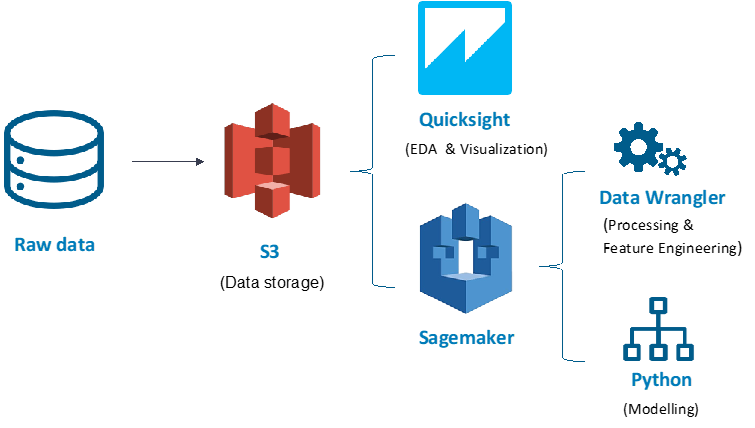 Raw data
S3
(Data storage)
Quicksight
(EDA & Visualization)
Sagemaker
Data Wrangler
(Processing &
Feature Engineering)
Python
(Modelling)